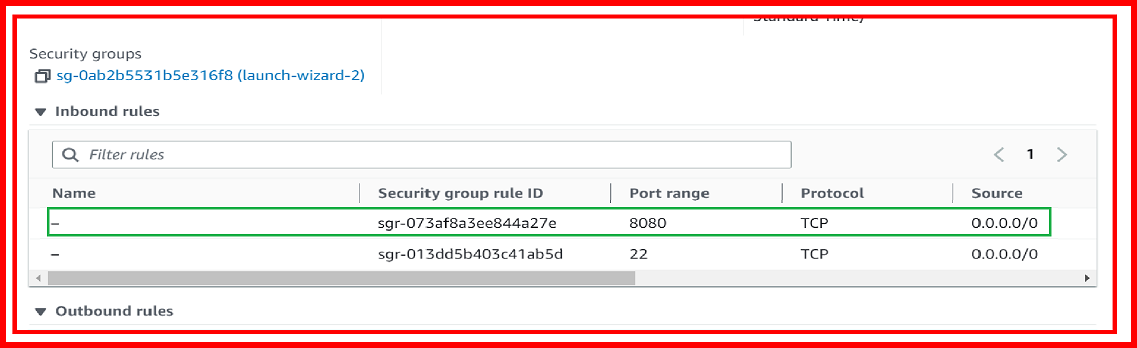 Standard Time)
Security groups
sg-0ab2b5531b5e316f8 (launch-wizard-2)
Inbound rules
Filter rules
1
Name Security group rule ID Port range Protocol Source
– sgr-073af8a3ee844a27e 8080 TCP 0.0.0.0/0
– sgr-013dd5b403c41ab5d 22 TCP 0.0.0.0/0
Outbound rules